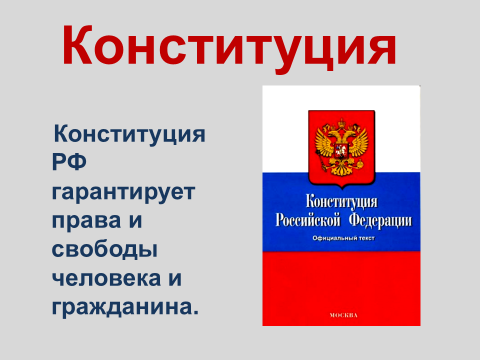 Конституция
Конституция
РФ
гарантирует
права и
свободы
человека и
гражданина.
Конституция
Российской Федерации
Официальный текст
МОСКВА